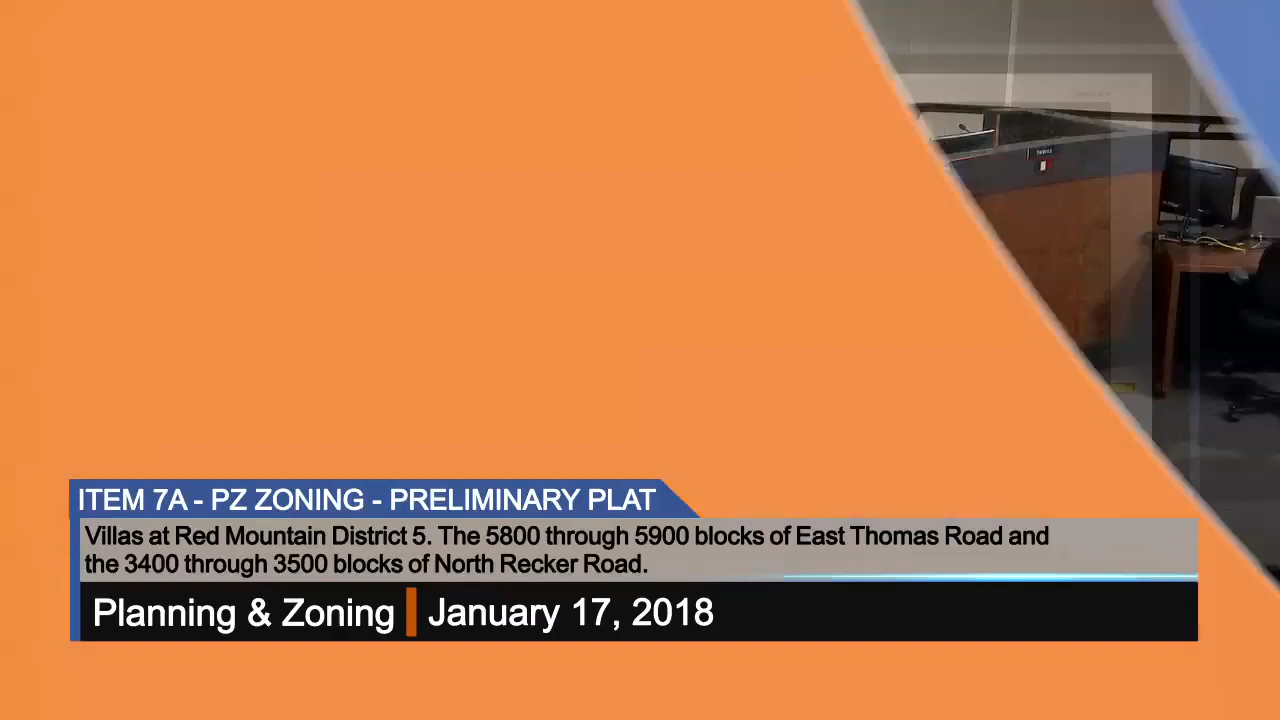 ITEM 7A - PZ ZONING - PRELIMINARY PLAT
Villas at Red Mountain District 5. The 5800 through 5900 blocks of East Thomas Road and
the 3400 through 3500 blocks of North Recker Road.
Planning & Zoning January 17, 2018